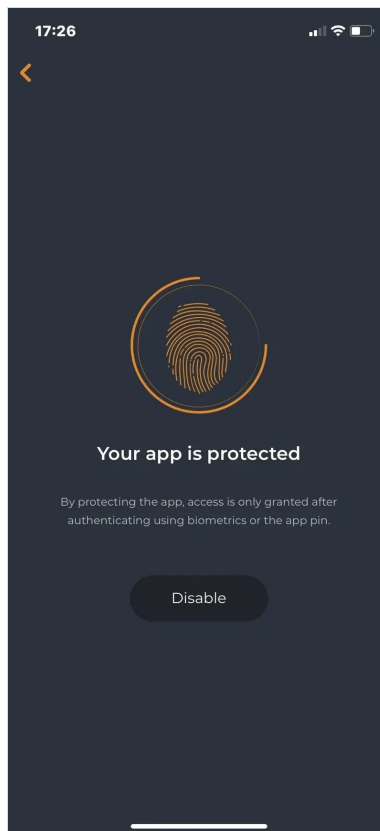 17:26
Your app is protected
By protecting the app, access is only granted after
authenticating using biometrics or the app pin.
Disable